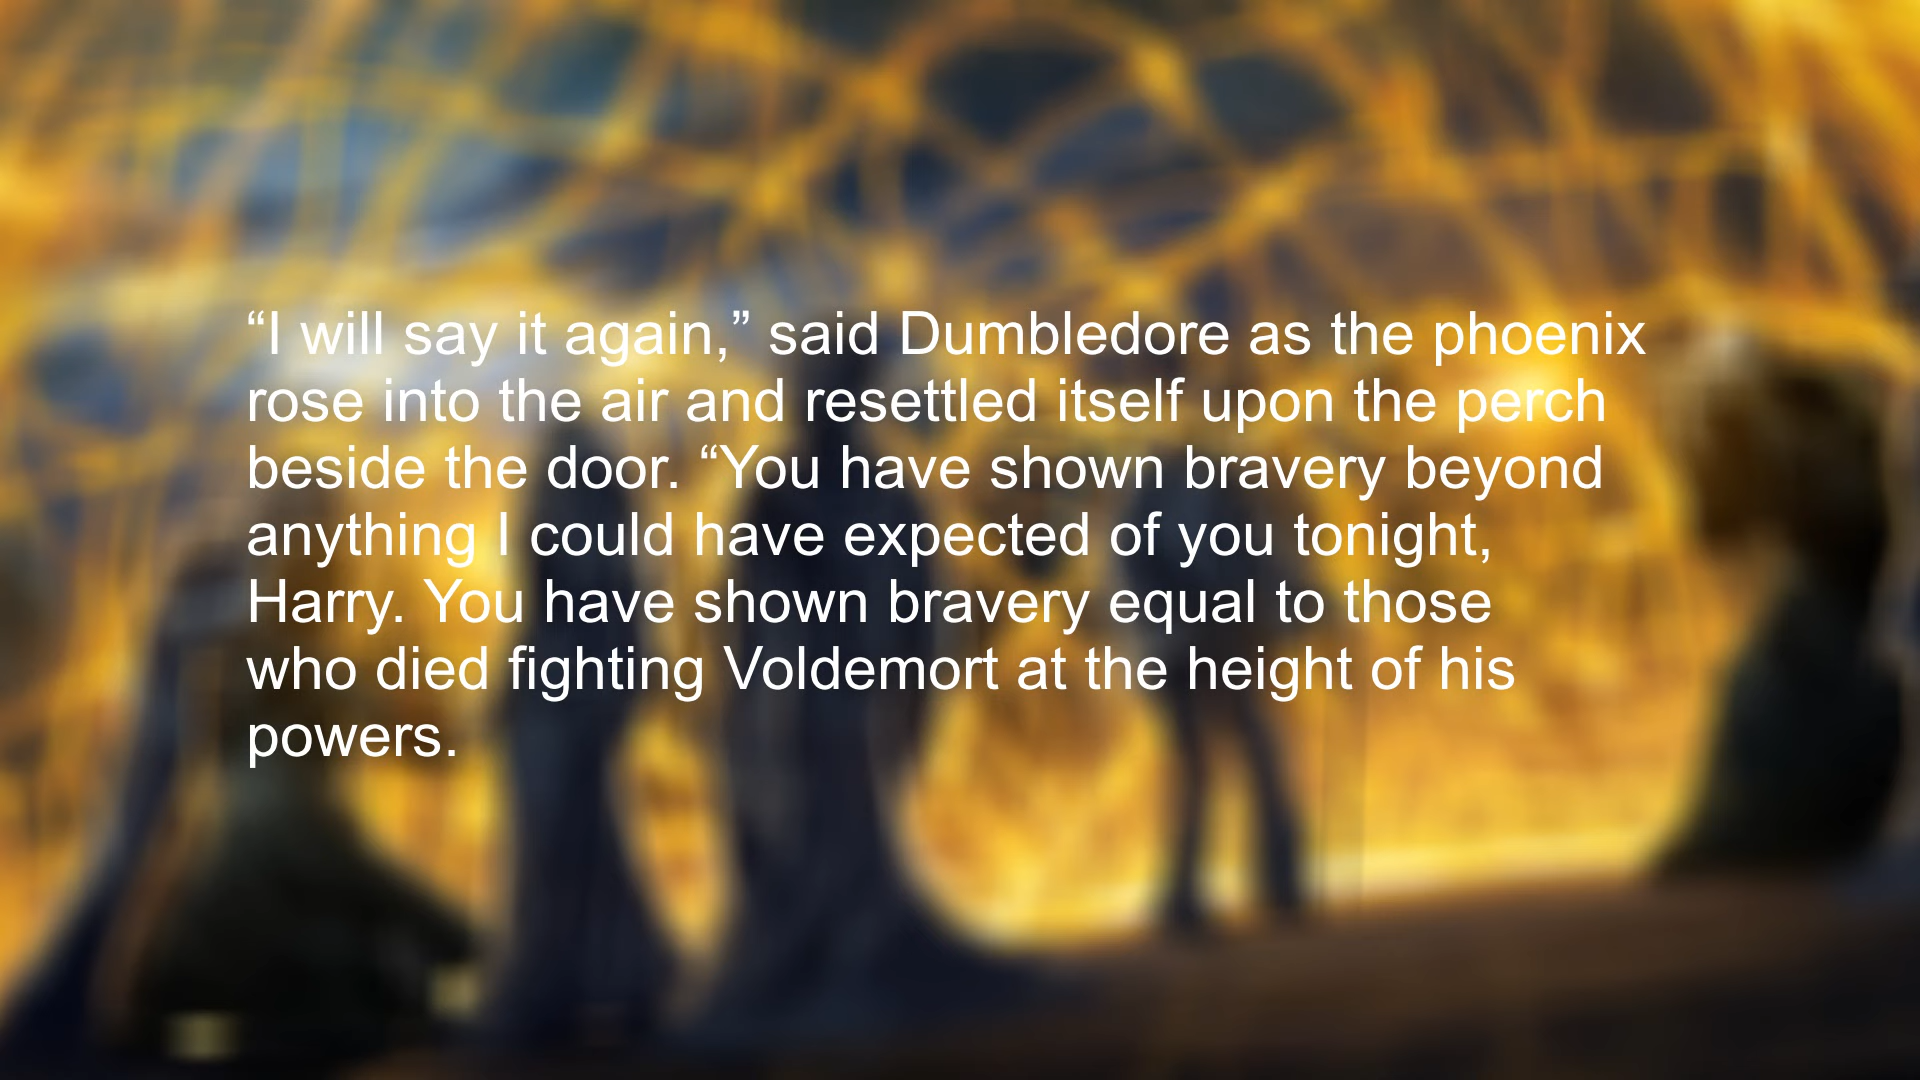 “I will say it again,” said Dumbledore as the phoenix
rose into the air and resettled itself upon the perch
beside the door. “You have shown bravery beyond
anything I could have expected of you tonight,
Harry. You have shown bravery equal to those
who died fighting Voldemort at the height of his
powers.